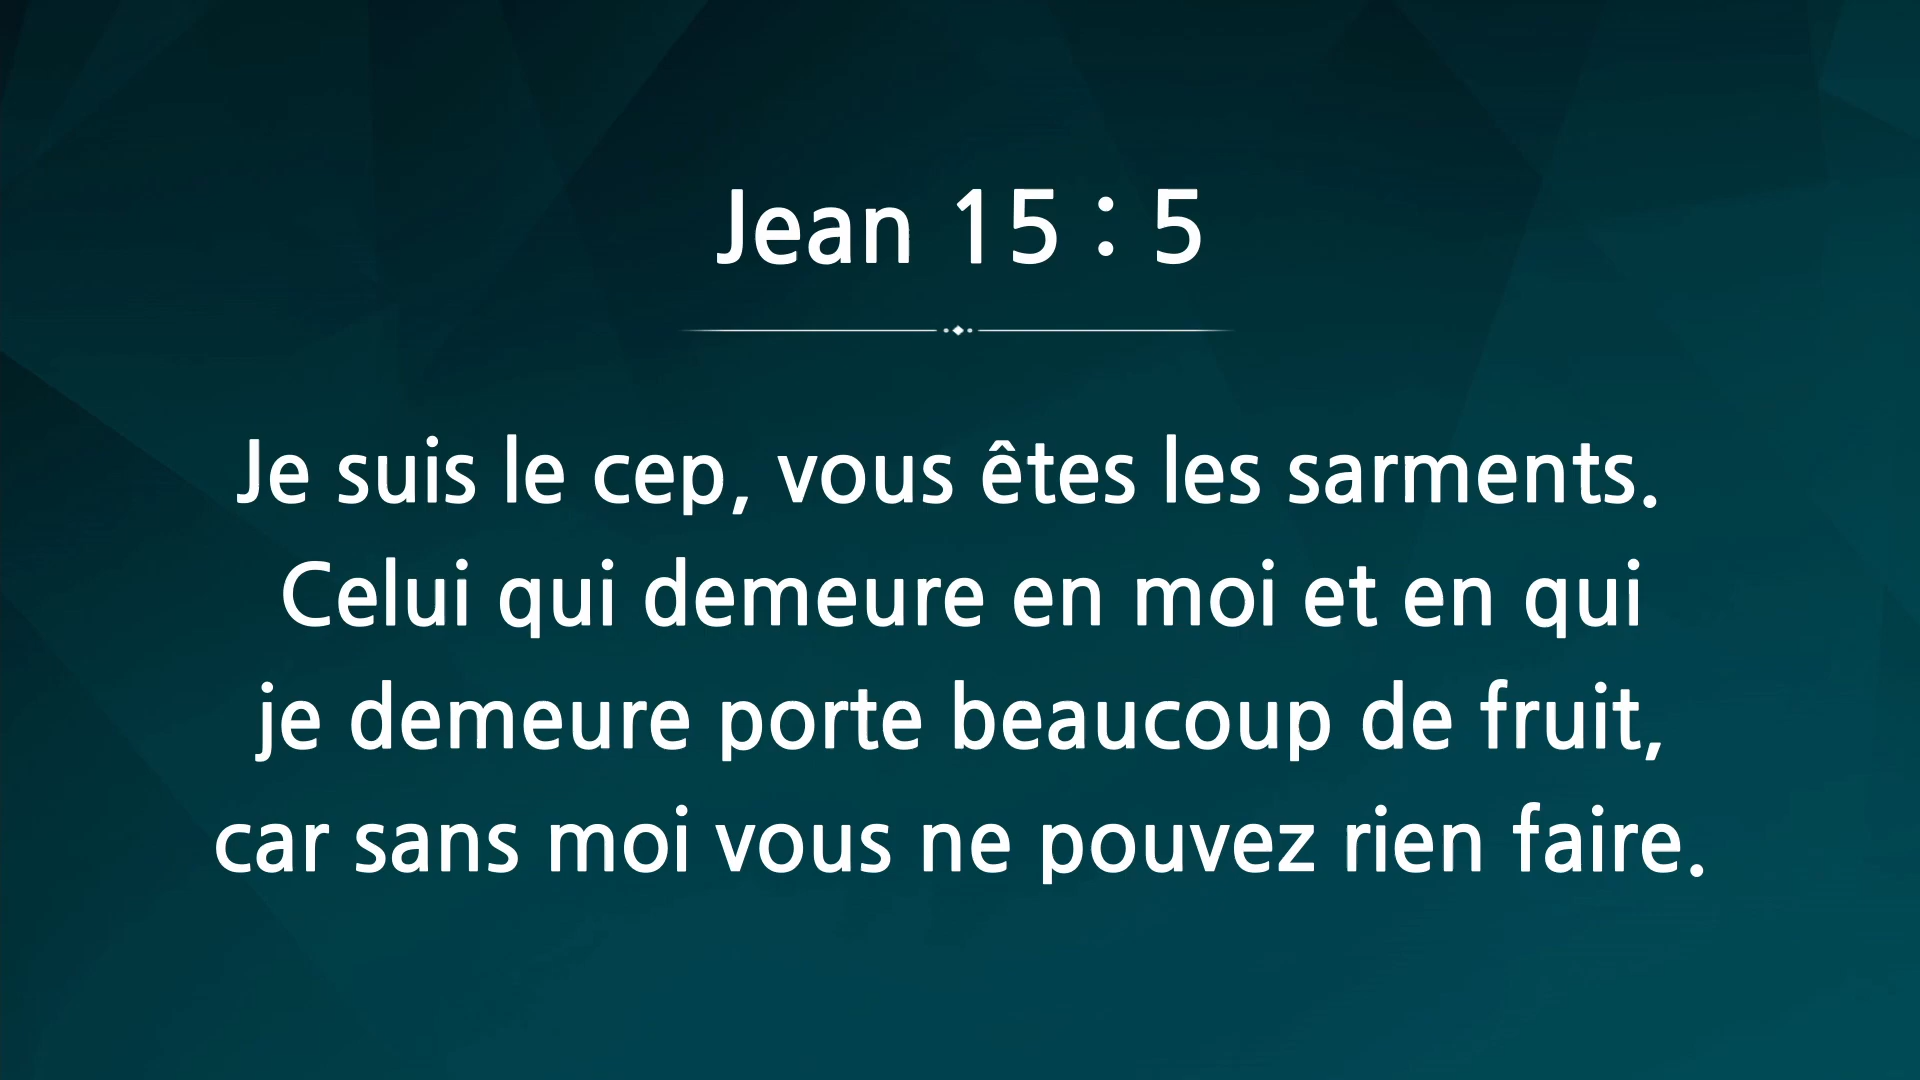 Jean 15 : 5
Je suis le cep, vous êtes les sarments.
Celui qui demeure en moi et en qui
je demeure porte beaucoup de fruit,
car sans moi vous ne pouvez rien faire.